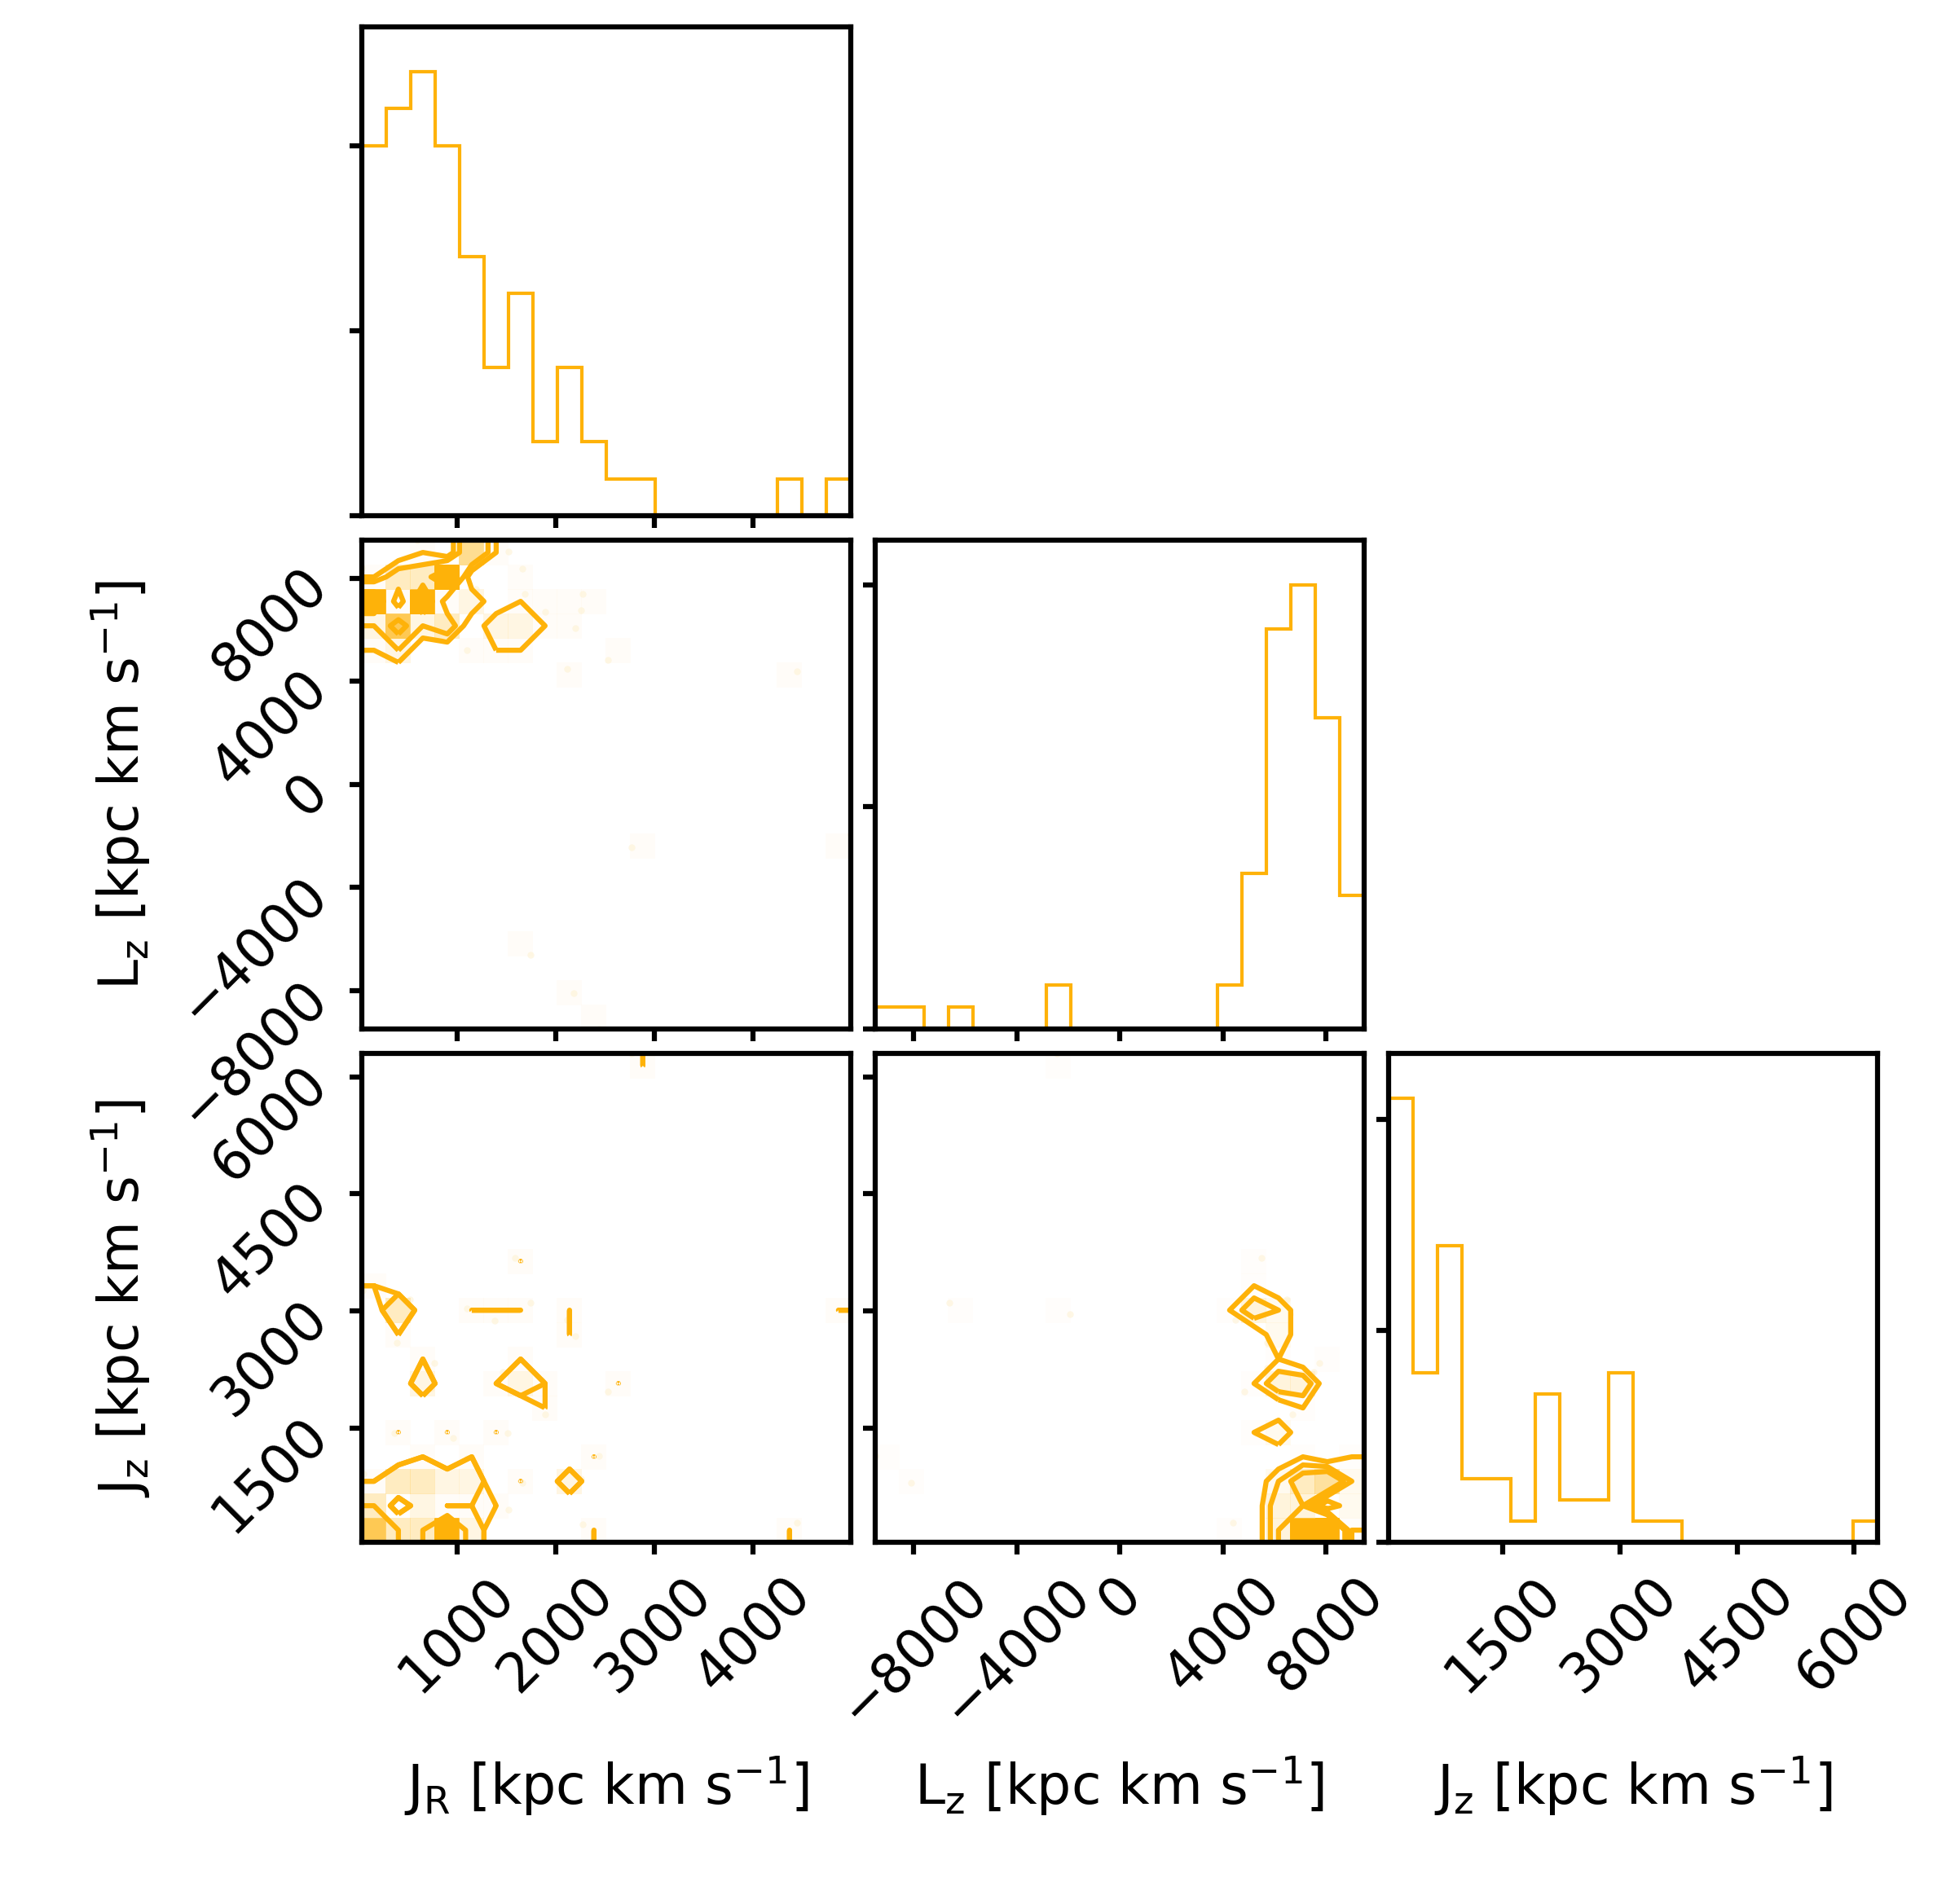 8000
4000
0
−4000
−8000
L_z [kpc km s⁻¹]
6000
4500
3000
1500
J_z [kpc km s⁻¹]
1000 2000 3000 4000
−8000 −4000 0 4000 8000
1500 3000 4500 6000
J_R [kpc km s⁻¹]
L_z [kpc km s⁻¹]
J_z [kpc km s⁻¹]